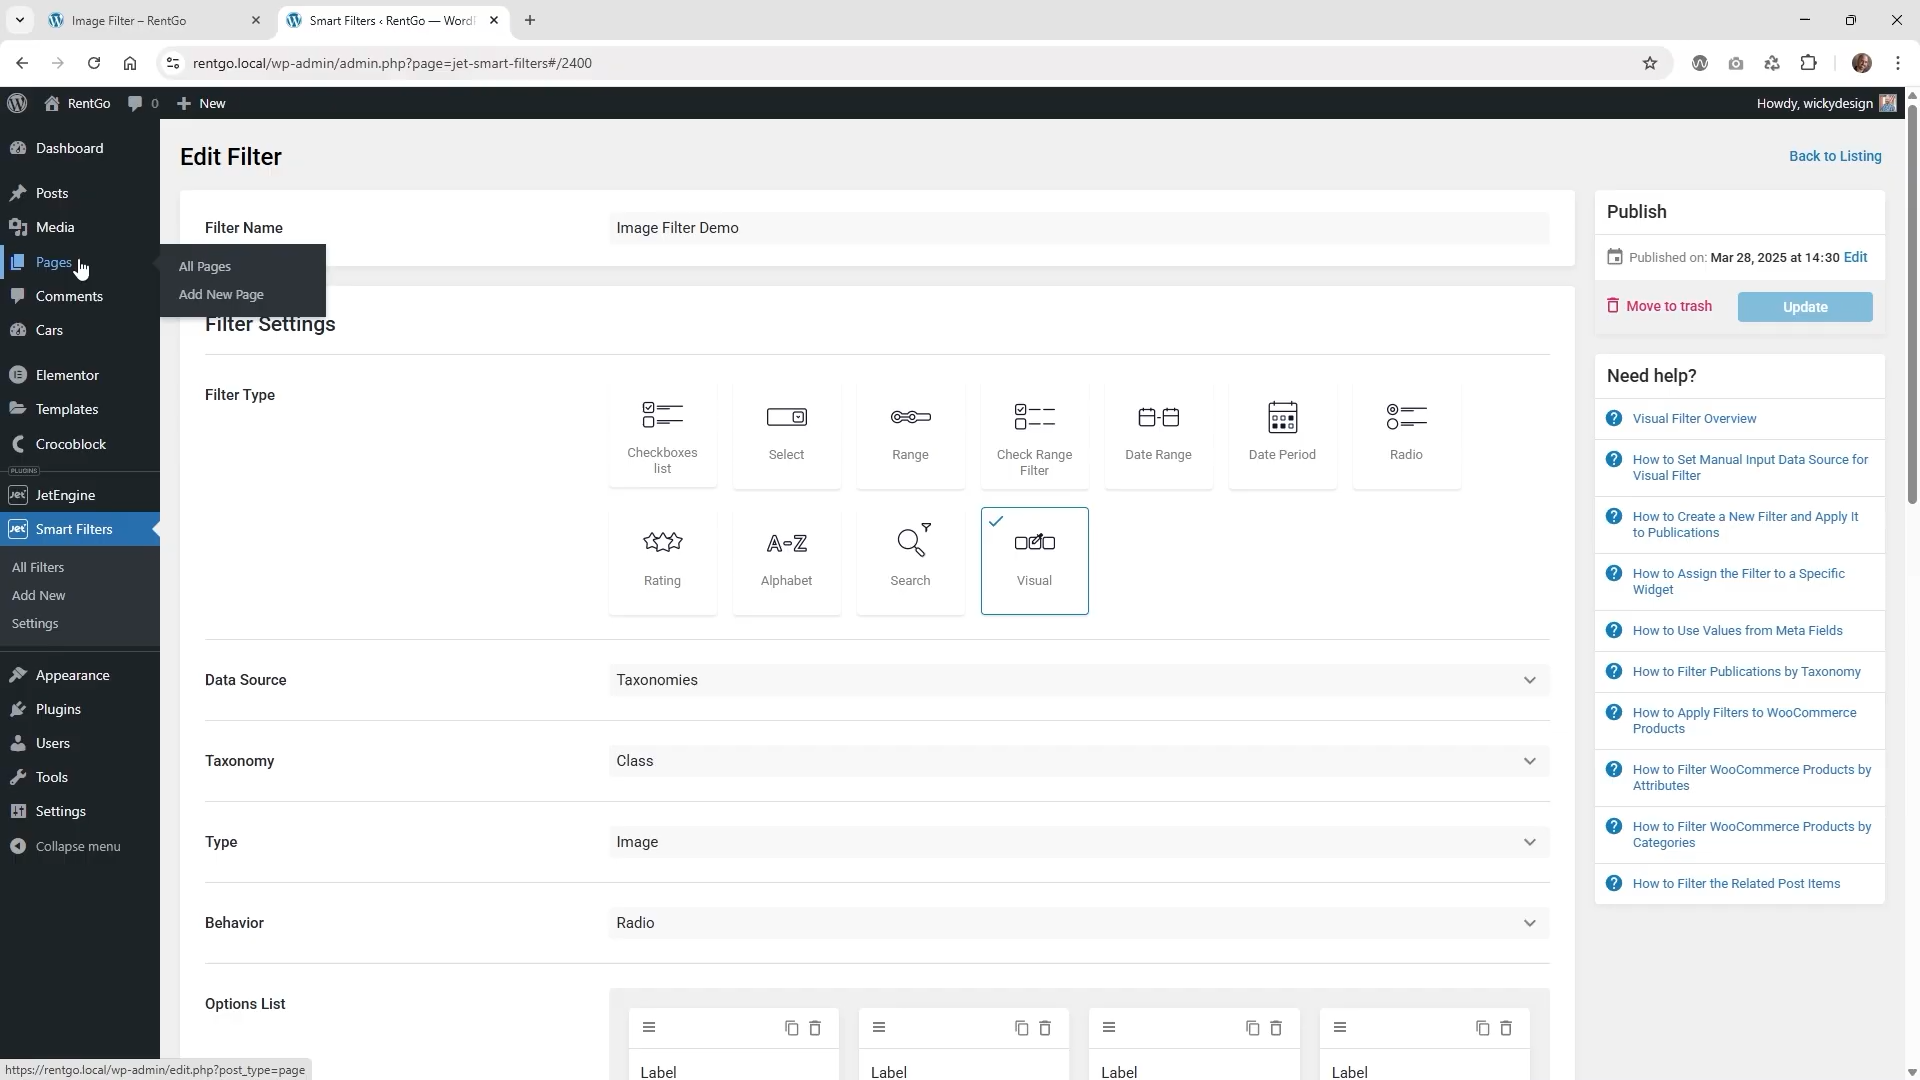 Image Filter – RentGo
Smart Filters ‹ RentGo — Word
rentgo.local/wp-admin/admin.php?page=jet-smart-filters#/2400
RentGo
0
New
Howdy, wickydesign
Dashboard
Posts
Media
Pages
All Pages
Add New Page
Comments
Cars
Elementor
Templates
Crocoblock
PLUGINS
JetEngine
Smart Filters
All Filters
Add New
Settings
Appearance
Plugins
Users
Tools
Settings
Collapse menu
https://rentgo.local/wp-admin/edit.php?post_type=page
Edit Filter
Back to Listing
Filter Name
Image Filter Demo
Filter Settings
Filter Type
Checkboxes
list
Select
Range
Check Range
Filter
Date Range
Date Period
Radio
Rating
A-Z
Alphabet
Search
Visual
Data Source
Taxonomies
Taxonomy
Class
Type
Image
Behavior
Radio
Options List
Label
Label
Label
Label
Publish
Published on: Mar 28, 2025 at 14:30 Edit
Move to trash
Update
Need help?
Visual Filter Overview
How to Set Manual Input Data Source for
Visual Filter
How to Create a New Filter and Apply It
to Publications
How to Assign the Filter to a Specific
Widget
How to Use Values from Meta Fields
How to Filter Publications by Taxonomy
How to Apply Filters to WooCommerce
Products
How to Filter WooCommerce Products by
Attributes
How to Filter WooCommerce Products by
Categories
How to Filter the Related Post Items